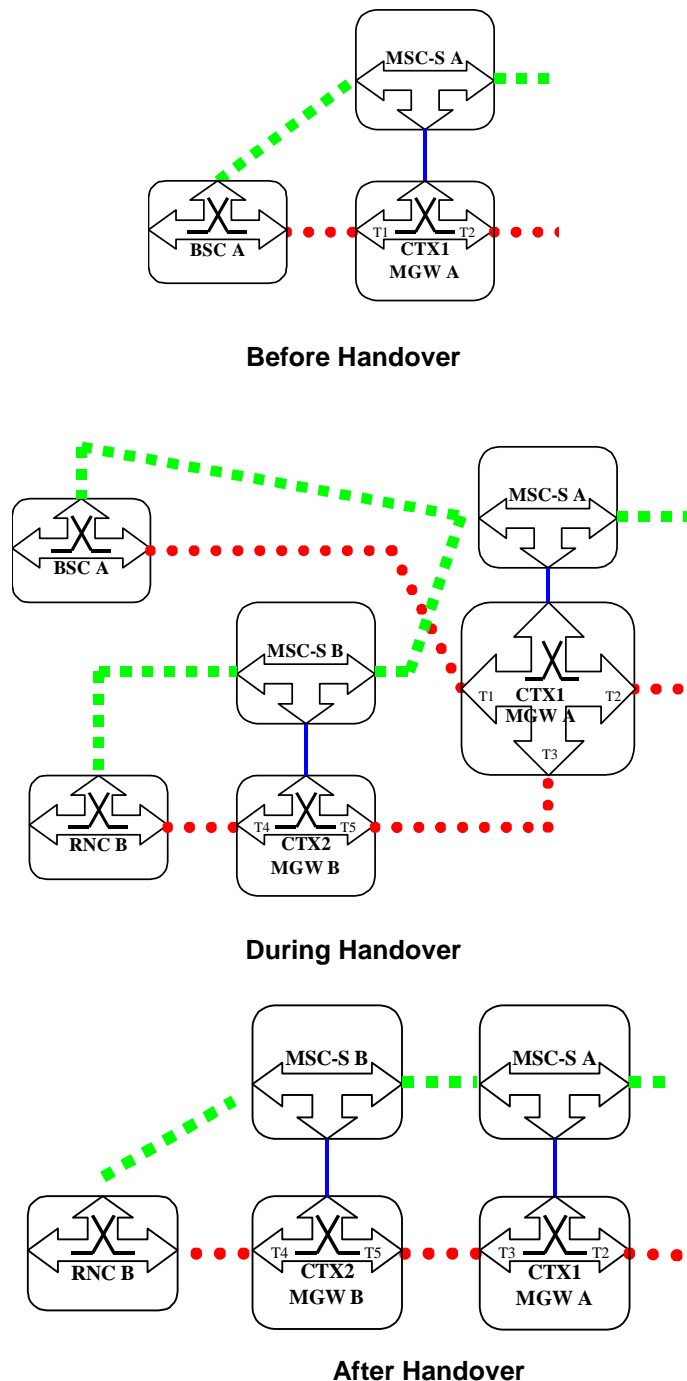 MSC-S A
BSC A
T1
T2
CTX1
MGW A
Before Handover
MSC-S A
BSC A
MSC-S B
T1
CTX1
T2
MGW A
T3
RNC B
T4
CTX2
T5
MGW B
During Handover
MSC-S B
MSC-S A
RNC B
T4
T5
CTX2
MGW B
T3
T2
CTX1
MGW A
After Handover